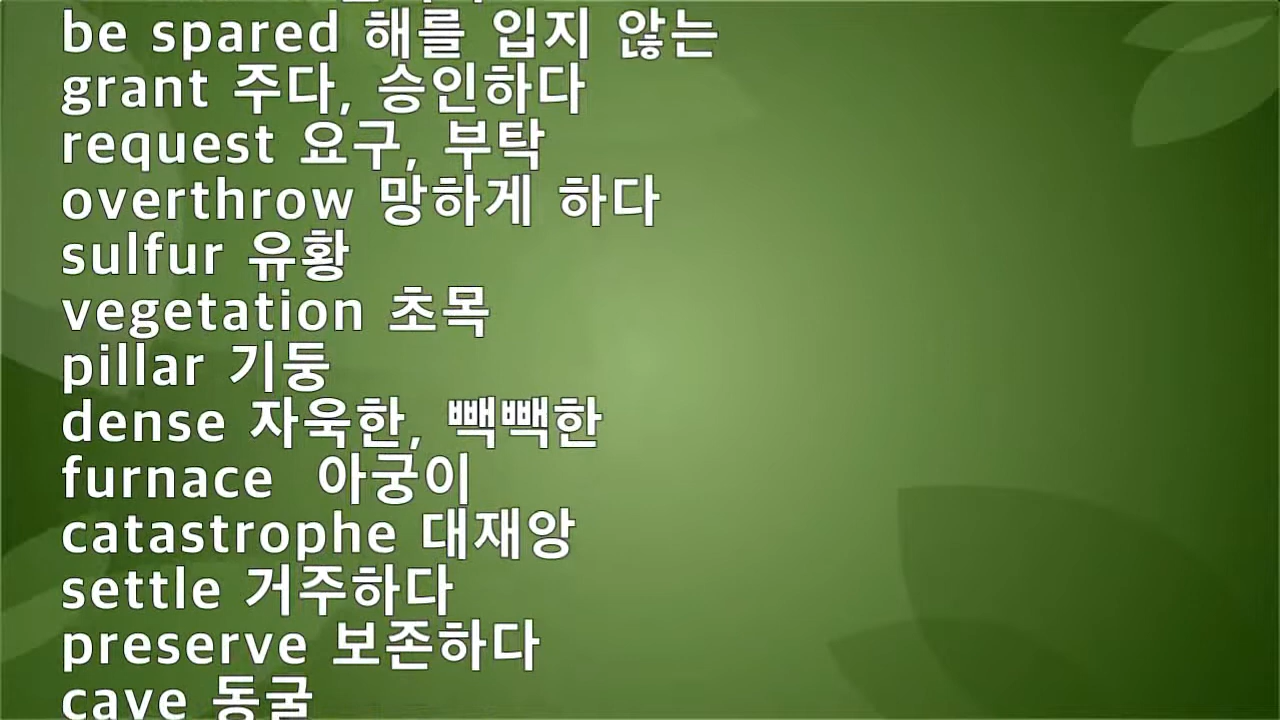 be spared 해를 입지 않는
grant 주다, 승인하다
request 요구, 부탁
overthrow 망하게 하다
sulfur 유황
vegetation 초목
pillar 기둥
dense 자욱한, 빽빽한
furnace 아궁이
catastrophe 대재앙
settle 거주하다
preserve 보존하다
cave 동굴